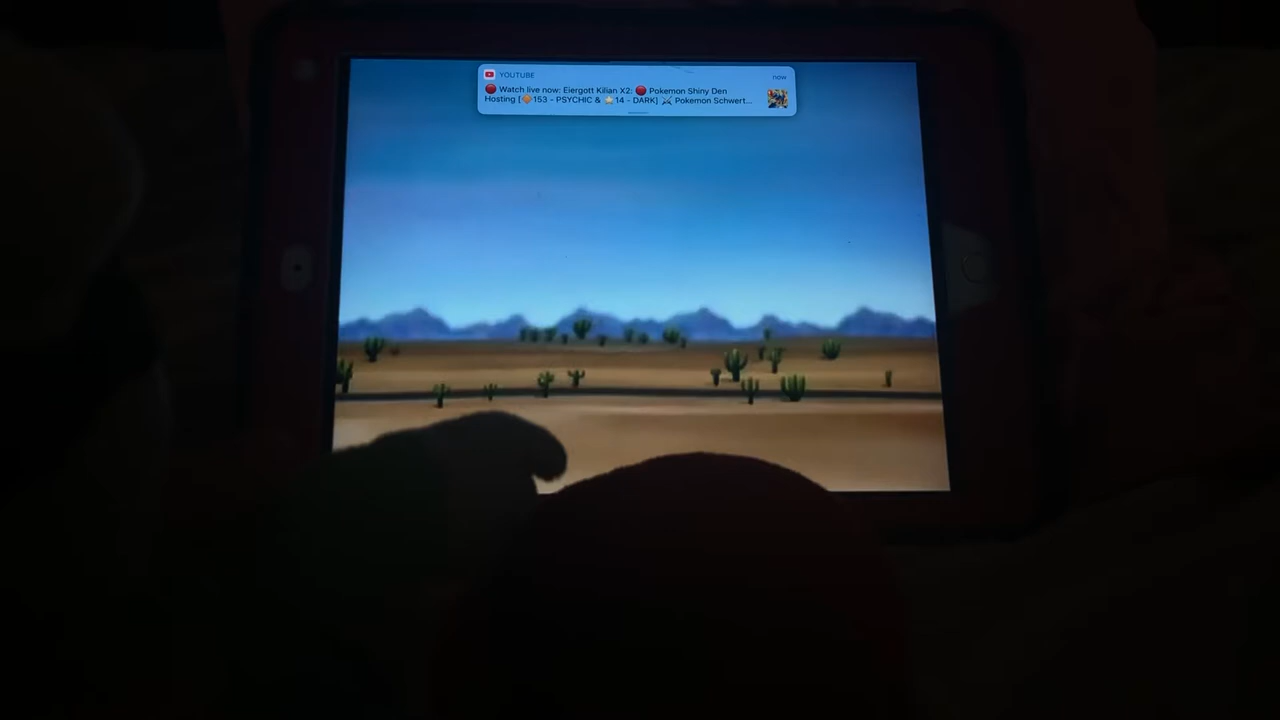 YOUTUBE
now
🔴 Watch live now: Eiergott Kilian X2: 🔴 Pokemon Shiny Den
Hosting [🔶153 - PSYCHIC & ⭐14 - DARK] ⚔ Pokemon Schwert...